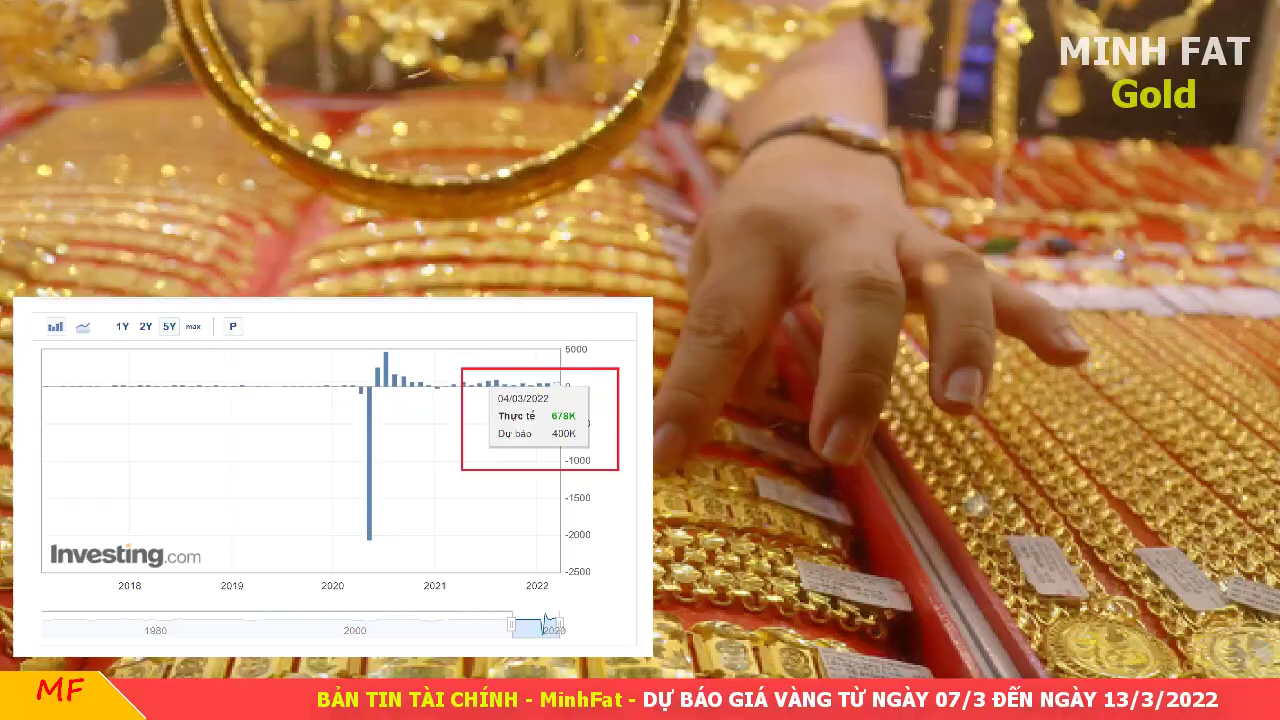 MINH FAT
Gold
1Y 2Y 5Y max P
5000
0
04/03/2022
Thực tế 678K
Dự báo 400K
-1000
-1500
-2000
-2500
Investing.com
2018 2019 2020 2021 2022
1980 2000 2020
MF BẢN TIN TÀI CHÍNH - MinhFat - DỰ BÁO GIÁ VÀNG TỪ NGÀY 07/3 ĐẾN NGÀY 13/3/2022